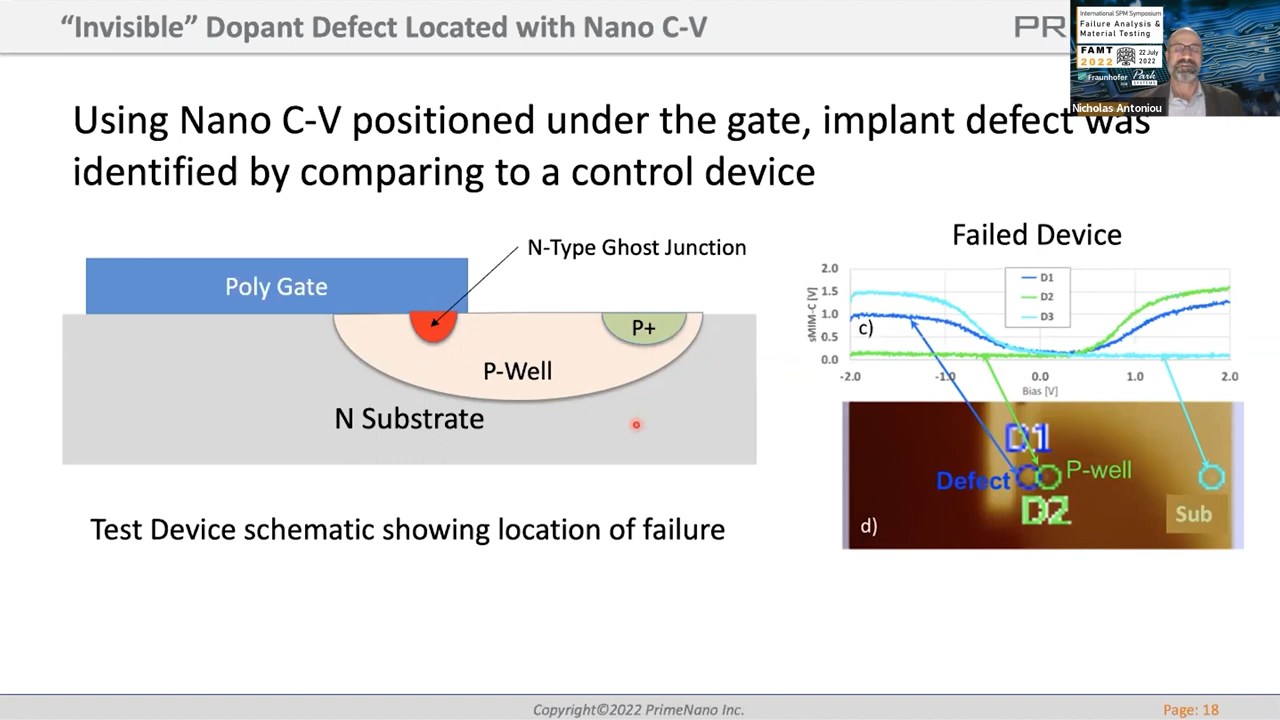 “Invisible” Dopant Defect Located with Nano C-V
PR
International SPM Symposium
Failure Analysis &
Material Testing
FAMT
2022
22 July
2022
Fraunhofer
Park
SYSTEMS
Nicholas Antoniou
Using Nano C-V positioned under the gate, implant defect was
identified by comparing to a control device
N-Type Ghost Junction
Poly Gate
P+
P-Well
N Substrate
Test Device schematic showing location of failure
Failed Device
sMIM-C [V]
2.0
1.5
1.0
0.5
0.0
c)
D1
D2
D3
-2.0 -1.0 0.0 1.0 2.0
Bias [V]
D1
Defect
P-well
D2
Sub
d)
Copyright©2022 PrimeNano Inc.
Page: 18